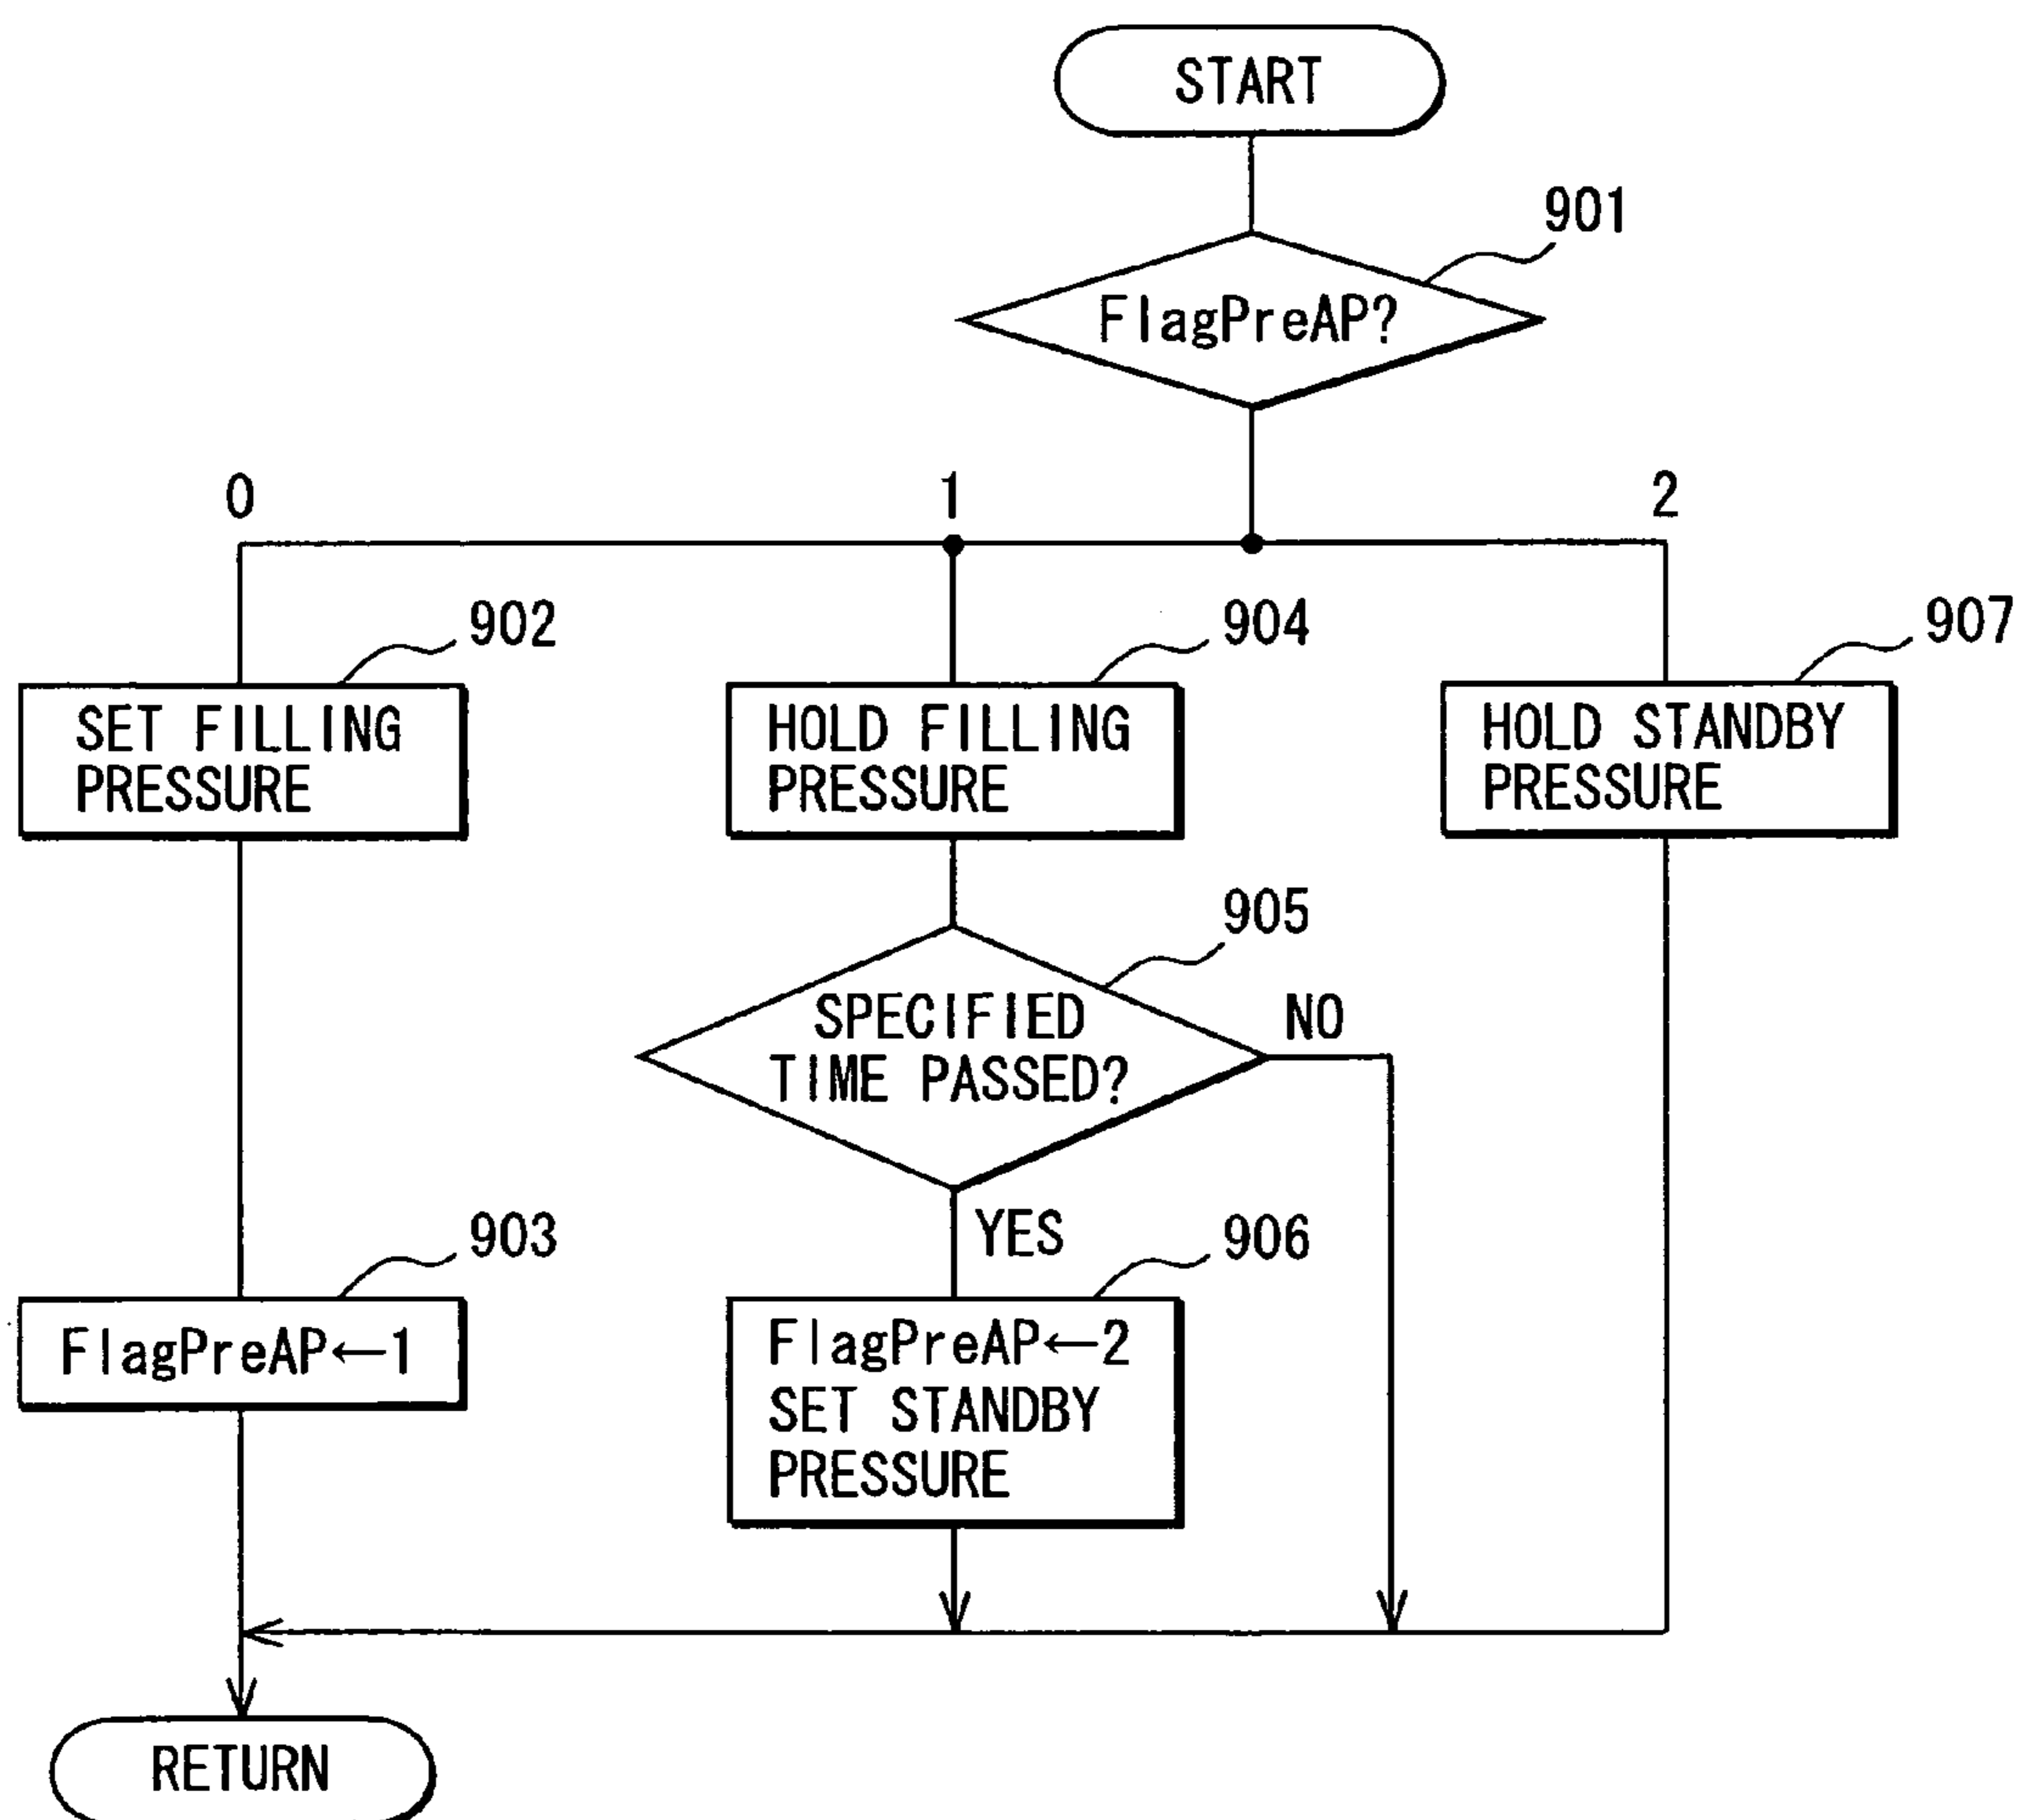 START
901
FlagPreAP?
0
1
2
902
904
907
SET FILLING
PRESSURE
HOLD FILLING
PRESSURE
HOLD STANDBY
PRESSURE
905
SPECIFIED
TIME PASSED?
NO
YES
903
906
FlagPreAP←1
FlagPreAP←2
SET STANDBY
PRESSURE
RETURN